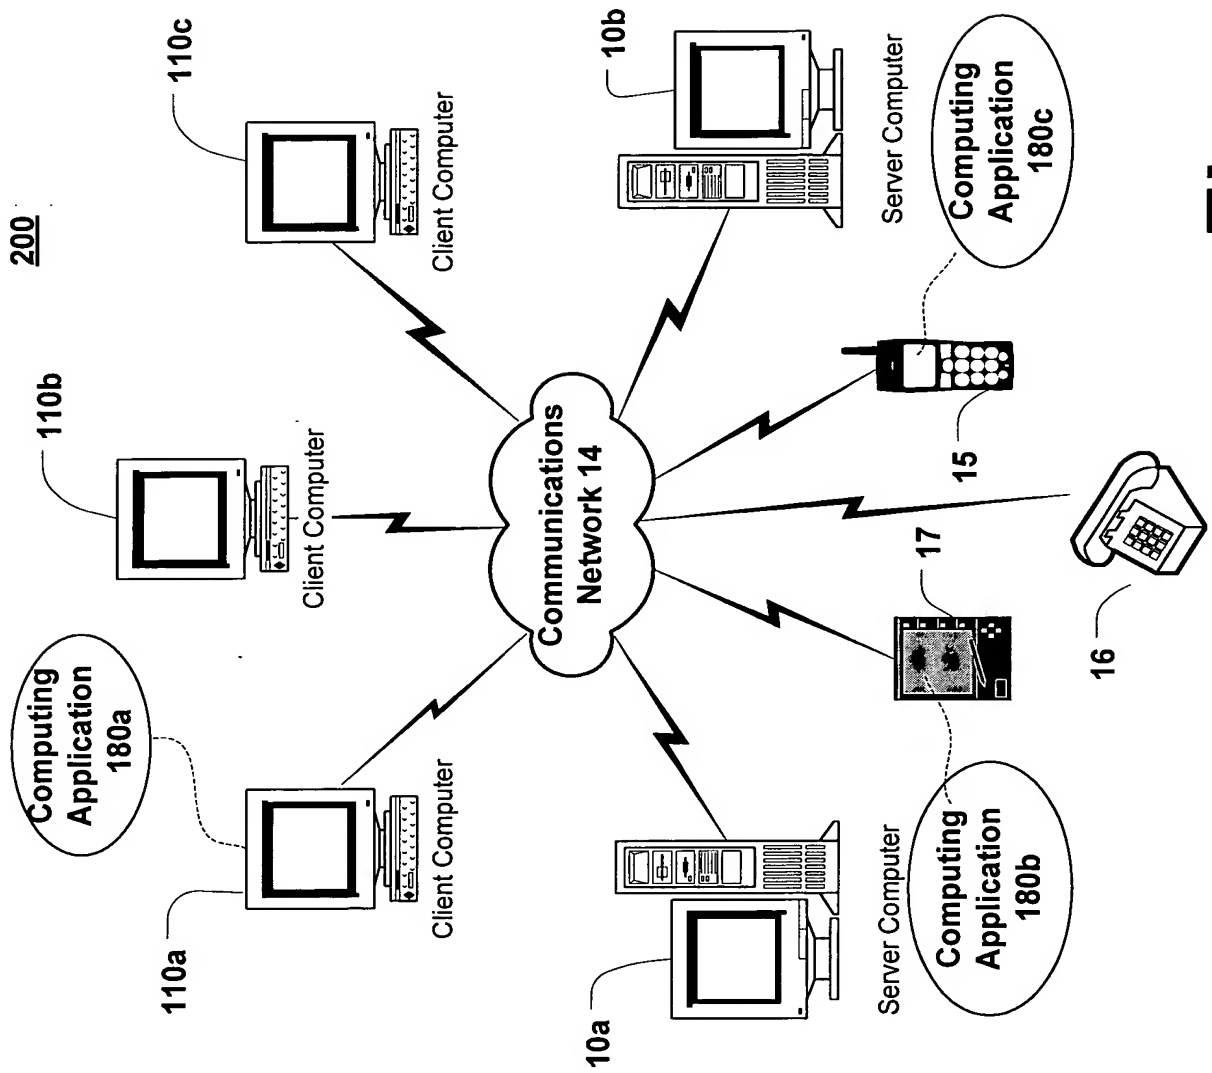 200
110a
110b
110c
Computing
Application
180a
Client Computer
Client Computer
Client Computer
Communications
Network 14
10a
10b
Server Computer
Server Computer
Computing
Application
180b
17
16
15
Computing
Application
180c